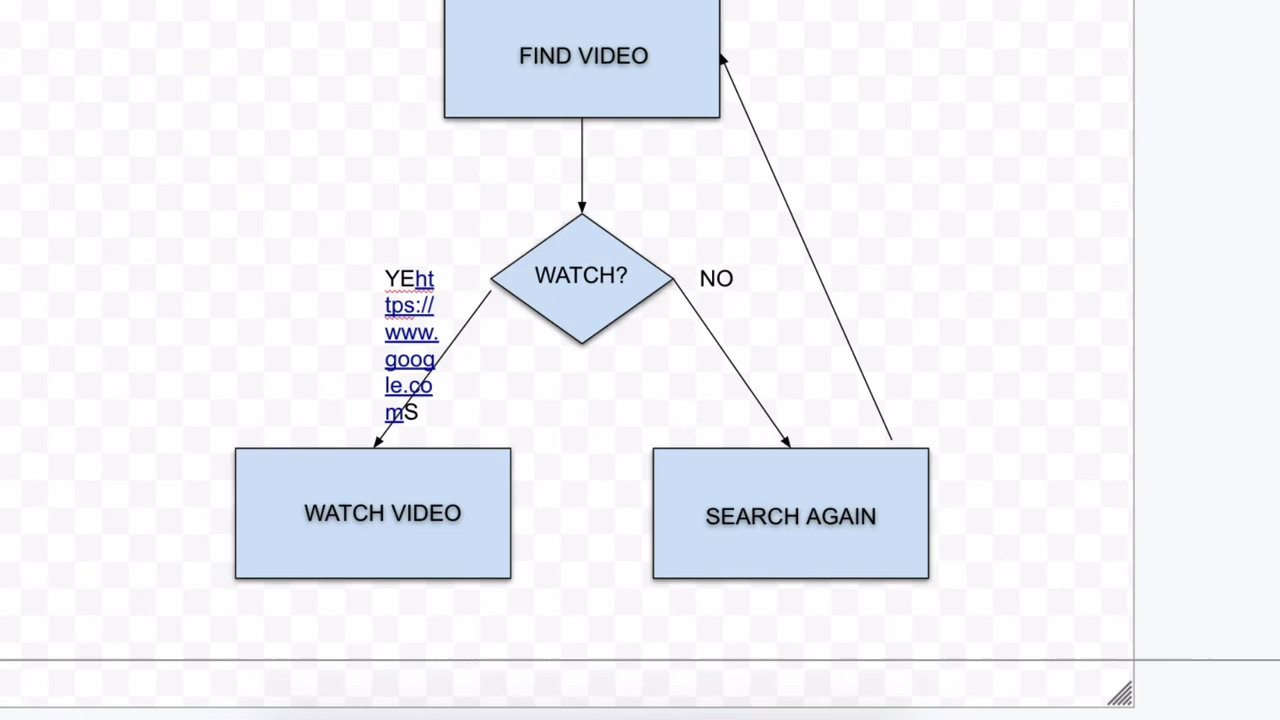 FIND VIDEO
WATCH?
NO
YEht
tps://
www.
goog
le.co
mS
WATCH VIDEO
SEARCH AGAIN